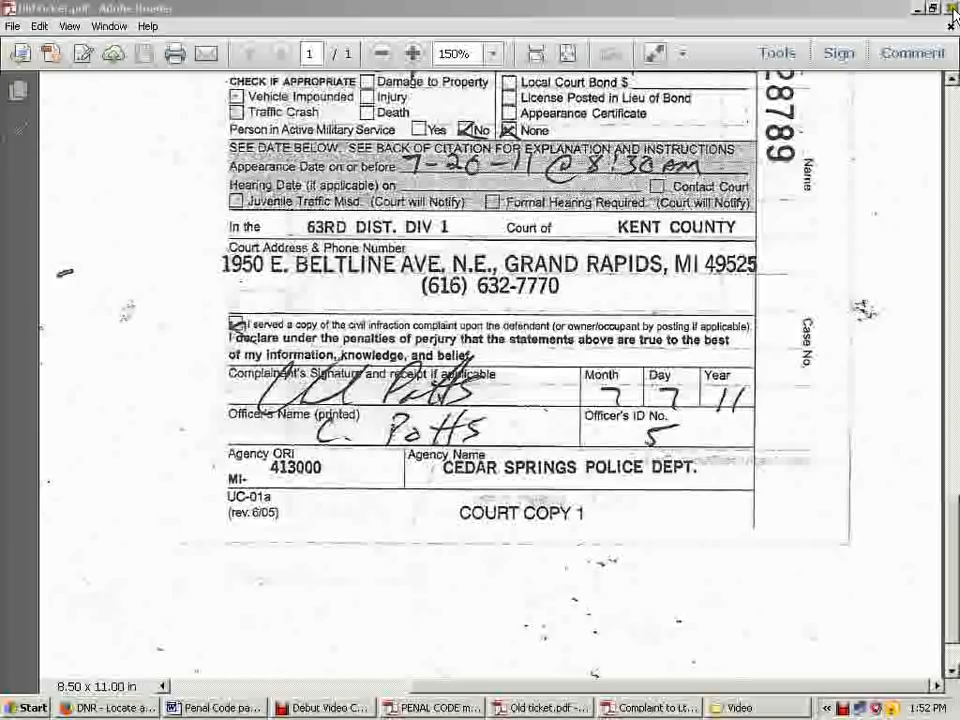 Old ticket.pdf - Adobe Reader
File Edit View Window Help
1 / 1 150% Tools Sign Comment
CHECK IF APPROPRIATE Damage to Property Local Court Bond $
Vehicle Impounded Injury License Posted in Lieu of Bond
Traffic Crash Death Appearance Certificate
Person in Active Military Service Yes No None
28789
Name
SEE DATE BELOW. SEE BACK OF CITATION FOR EXPLANATION AND INSTRUCTIONS
Appearance Date on or before 7-26-11 @ 8:30 AM
Hearing Date (if applicable) on Contact Court
Juvenile Traffic Misd. (Court will Notify) Formal Hearing Required (Court will Notify)
In the 63RD DIST. DIV 1 Court of KENT COUNTY
Court Address & Phone Number
1950 E. BELTLINE AVE. N.E., GRAND RAPIDS, MI 49525
(616) 632-7770
Case No.
I served a copy of the civil infraction complaint upon the defendant (or owner/occupant by posting if applicable).
I declare under the penalties of perjury that the statements above are true to the best
of my information, knowledge, and belief.
Complainant's Signature and receipt if applicable Month Day Year
Potts 7 7 11
Officer's Name (printed) Officer's ID No.
C. Potts 5
Agency ORI Agency Name
413000 CEDAR SPRINGS POLICE DEPT.
MI-
UC-01a
(rev. 6/05) COURT COPY 1
8.50 x 11.00 in
Start DNR - Locate a... Penal Code pa... Debut Video C... PENAL CODE m... Old ticket.pdf -... Complaint to Lt... Video 1:52 PM